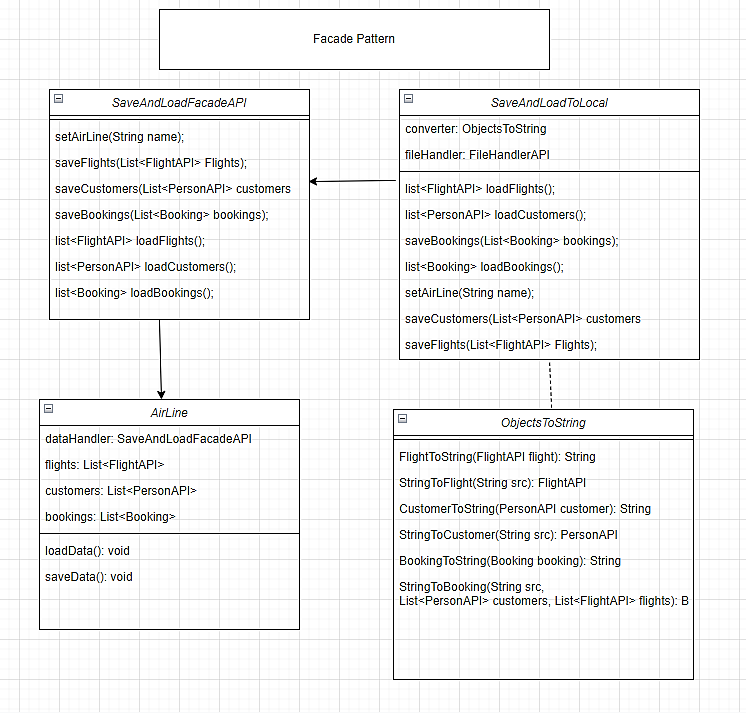 Facade Pattern
SaveAndLoadFacadeAPI
setAirLine(String name);
saveFlights(List<FlightAPI> Flights);
saveCustomers(List<PersonAPI> customers
saveBookings(List<Booking> bookings);
list<FlightAPI> loadFlights();
list<PersonAPI> loadCustomers();
list<Booking> loadBookings();
SaveAndLoadToLocal
converter: ObjectsToString
fileHandler: FileHandlerAPI
list<FlightAPI> loadFlights();
list<PersonAPI> loadCustomers();
saveBookings(List<Booking> bookings);
list<Booking> loadBookings();
setAirLine(String name);
saveCustomers(List<PersonAPI> customers
saveFlights(List<FlightAPI> Flights);
AirLine
dataHandler: SaveAndLoadFacadeAPI
flights: List<FlightAPI>
customers: List<PersonAPI>
bookings: List<Booking>
loadData(): void
saveData(): void
ObjectsToString
FlightToString(FlightAPI flight): String
StringToFlight(String src): FlightAPI
CustomerToString(PersonAPI customer): String
StringToCustomer(String src): PersonAPI
BookingToString(Booking booking): String
StringToBooking(String src,
List<PersonAPI> customers, List<FlightAPI> flights): B